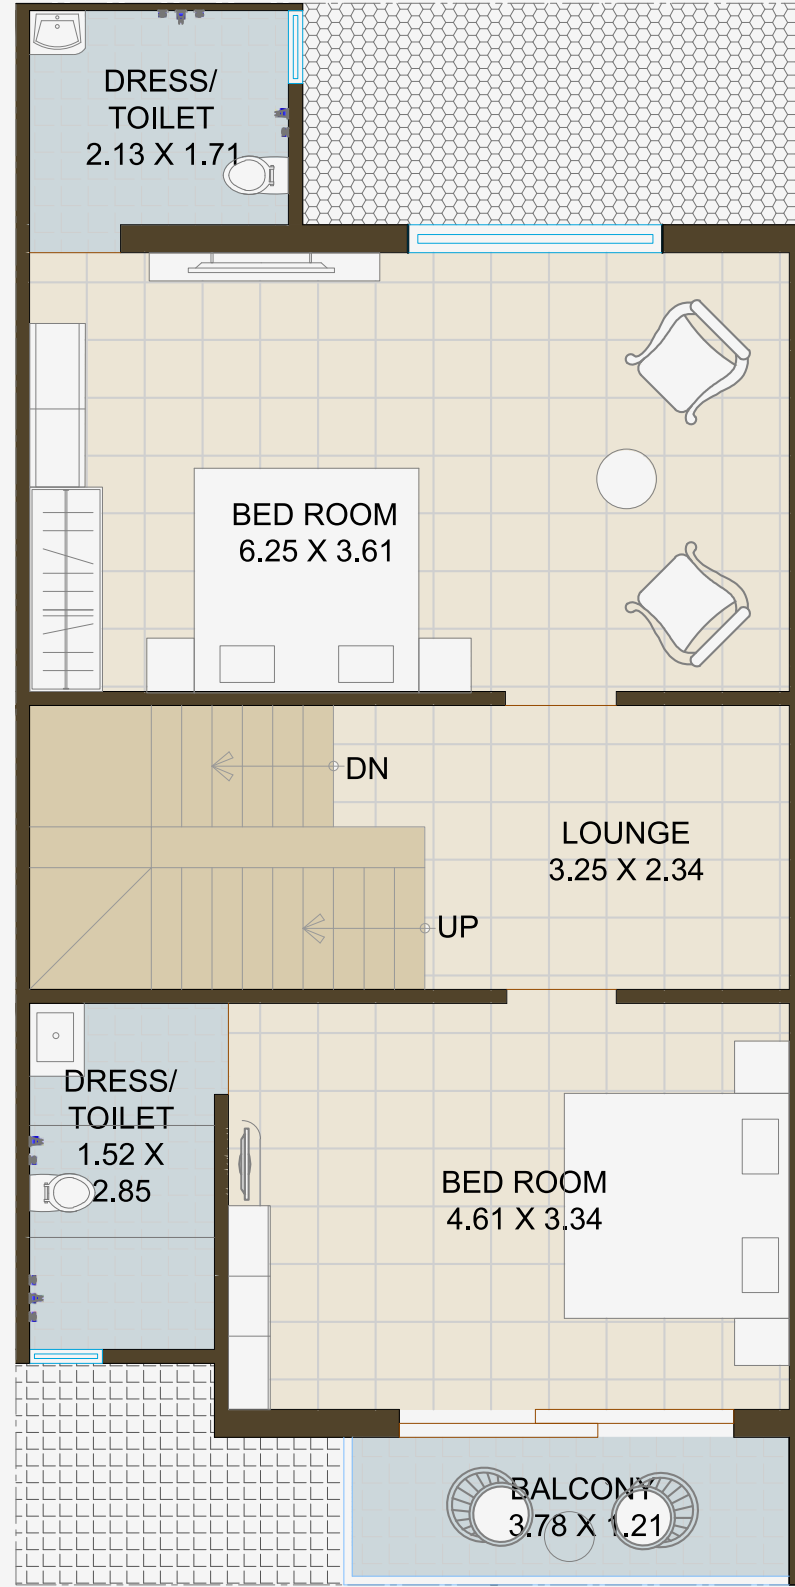 DRESS/
TOILET
2.13 X 1.71
BED ROOM
6.25 X 3.61
DN
LOUNGE
3.25 X 2.34
UP
DRESS/
TOILET
1.52 X
2.85
BED ROOM
4.61 X 3.34
BALCONY
3.78 X 1.21